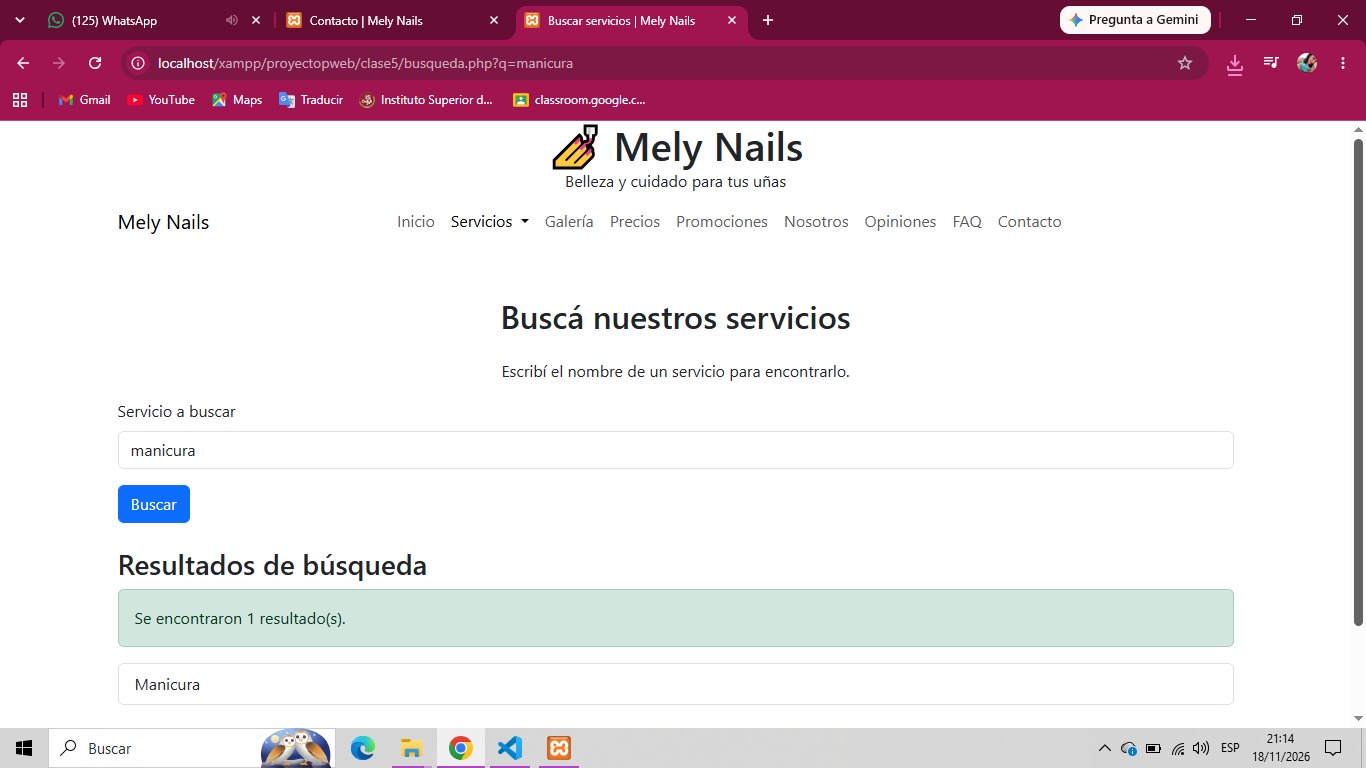 (125) WhatsApp
Contacto | Mely Nails
Buscar servicios | Mely Nails
Pregunta a Gemini
localhost/xampp/proyectopweb/clase5/busqueda.php?q=manicura
Gmail YouTube Maps Traducir Instituto Superior d... classroom.google.c...
Mely Nails
Belleza y cuidado para tus uñas
Mely Nails Inicio Servicios Galería Precios Promociones Nosotros Opiniones FAQ Contacto
Buscá nuestros servicios
Escribí el nombre de un servicio para encontrarlo.
Servicio a buscar
manicura
Buscar
Resultados de búsqueda
Se encontraron 1 resultado(s).
Manicura
Buscar
ESP
21:14
18/11/2026